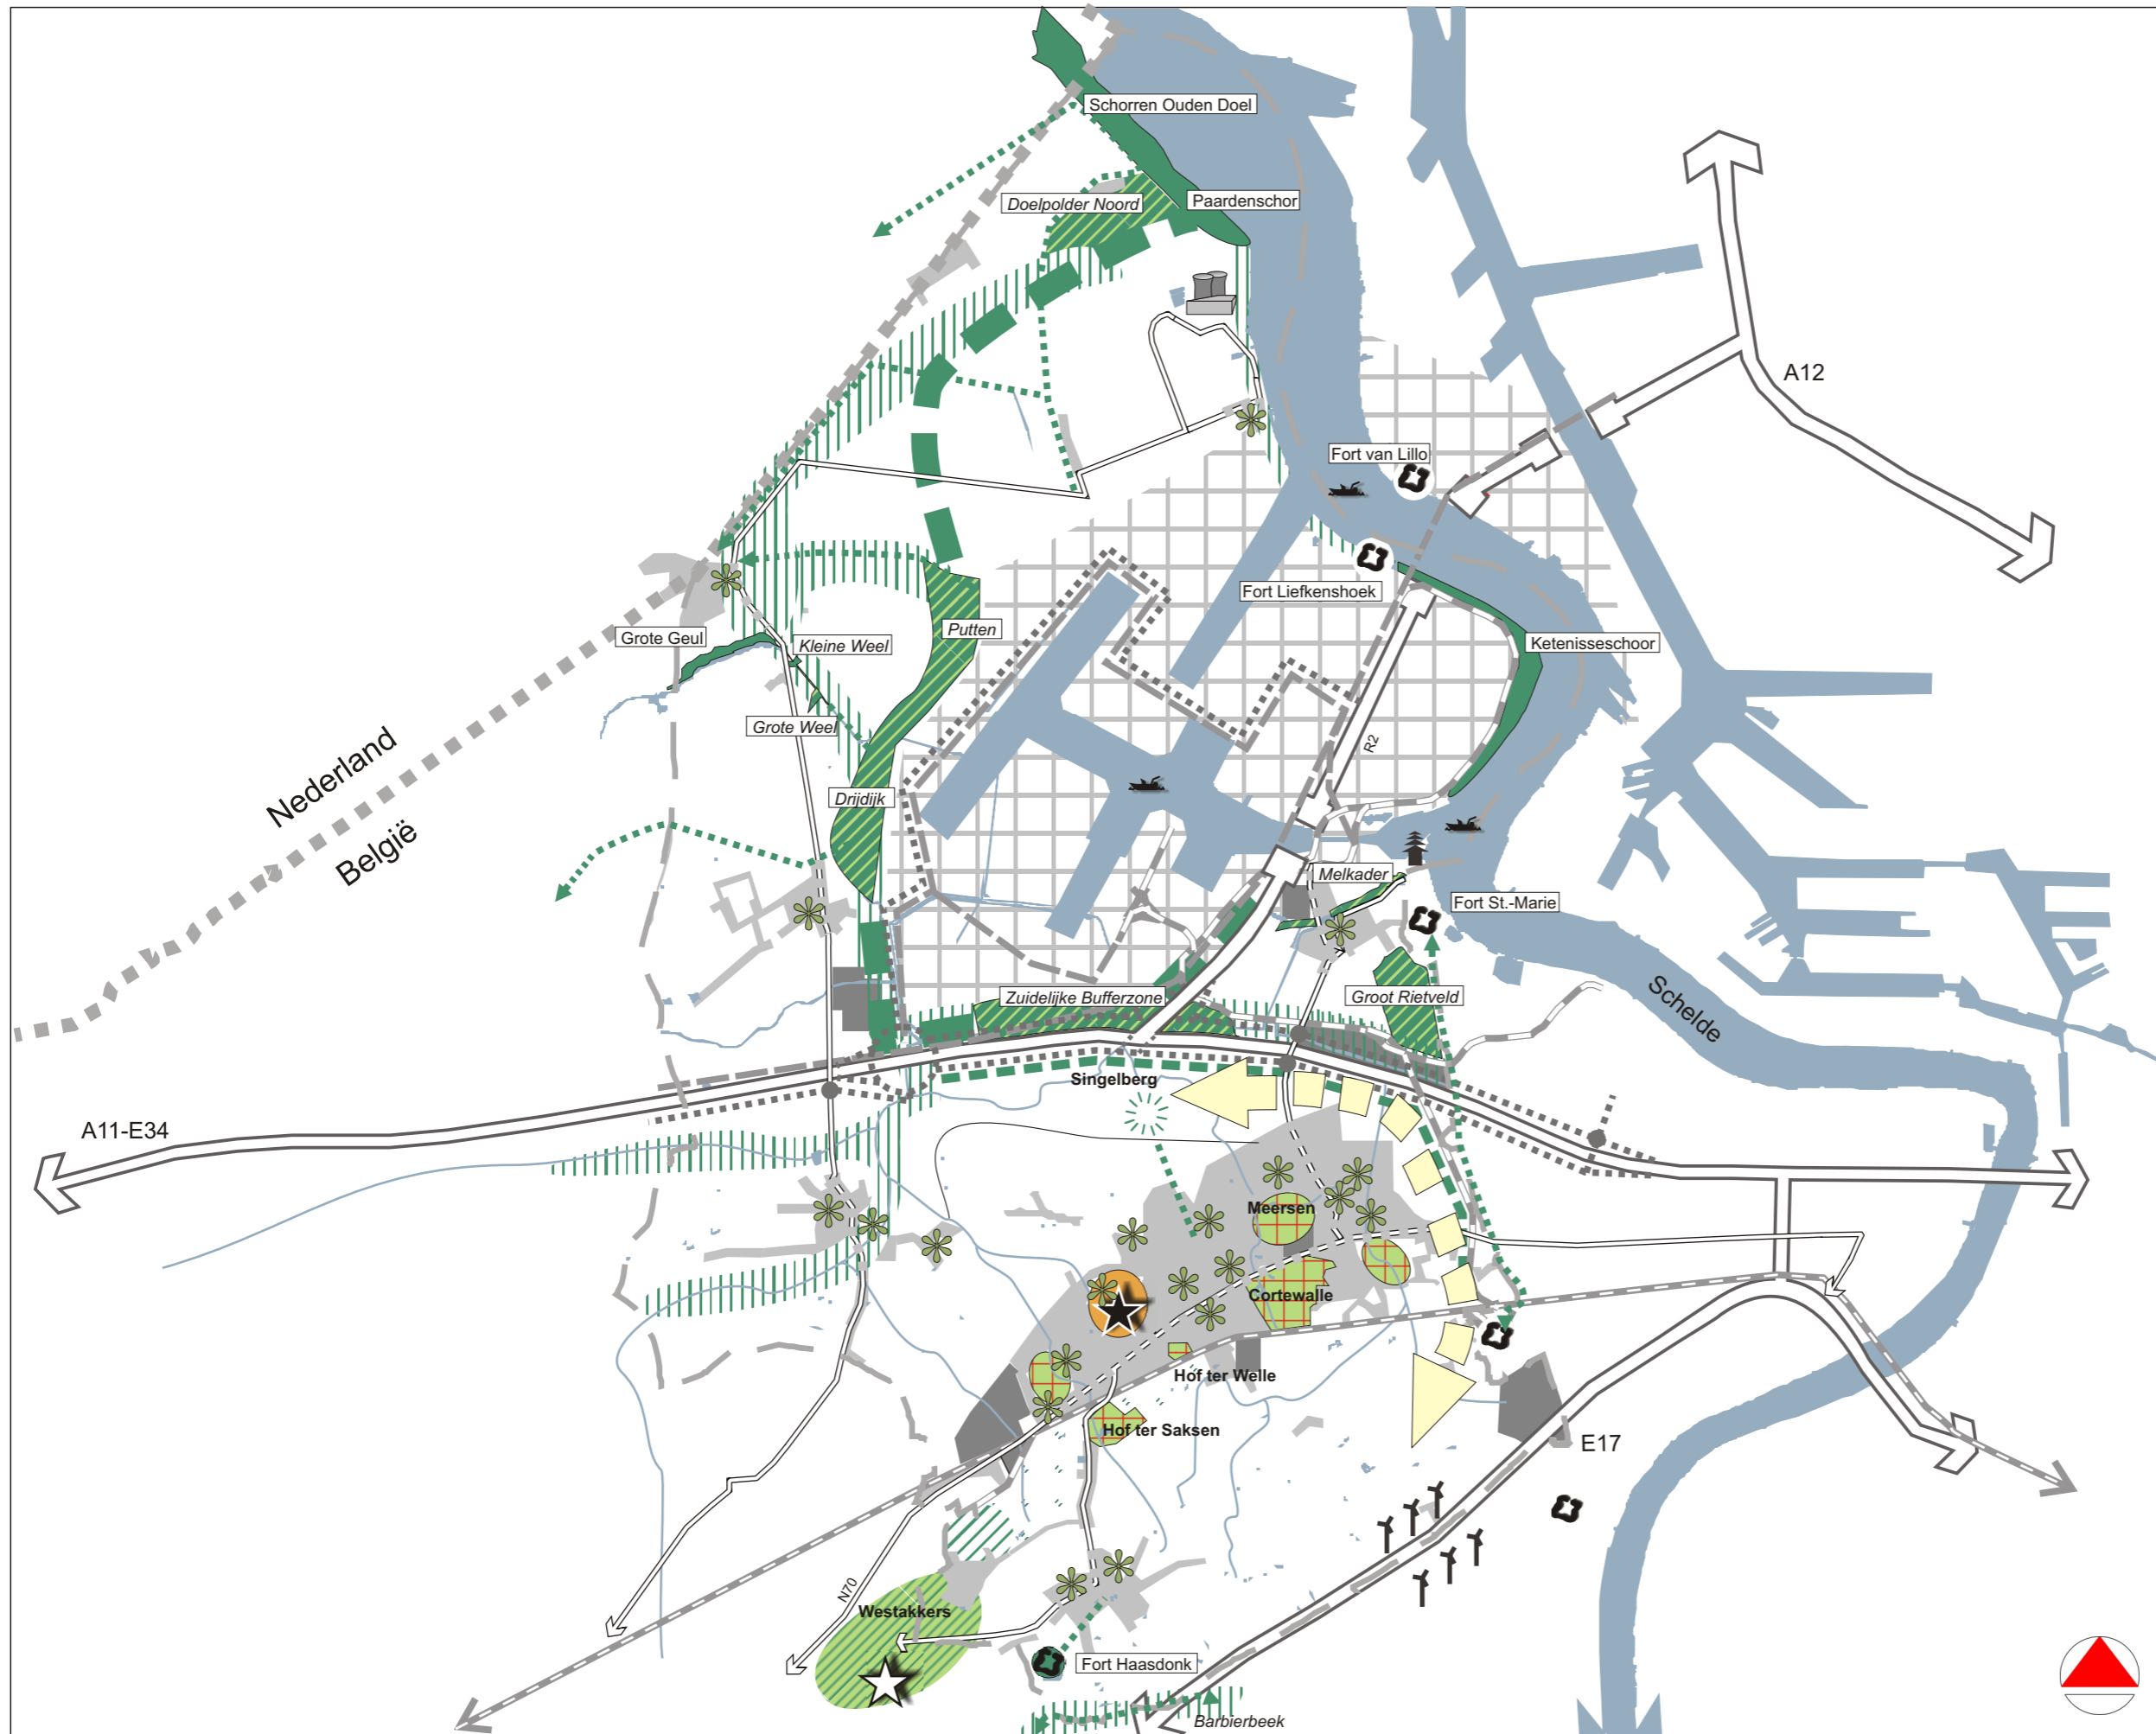 Schorren Ouden Doel
Doelpolder Noord
Paardenschor
A12
Fort van Lillo
Fort Liefkenshoek
Putten
Grote Geul
Kleine Weel
Ketenisseschoor
Grote Weel
R2
Nederland
België
Drijdijk
Melkader
Fort St.-Marie
Zuidelijke Bufferzone
Groot Rietveld
Schelde
Singelberg
A11-E34
Meersen
Cortewalle
Hof ter Welle
Hof ter Saksen
E17
N70
Westakkers
Fort Haasdonk
Barbierbeek